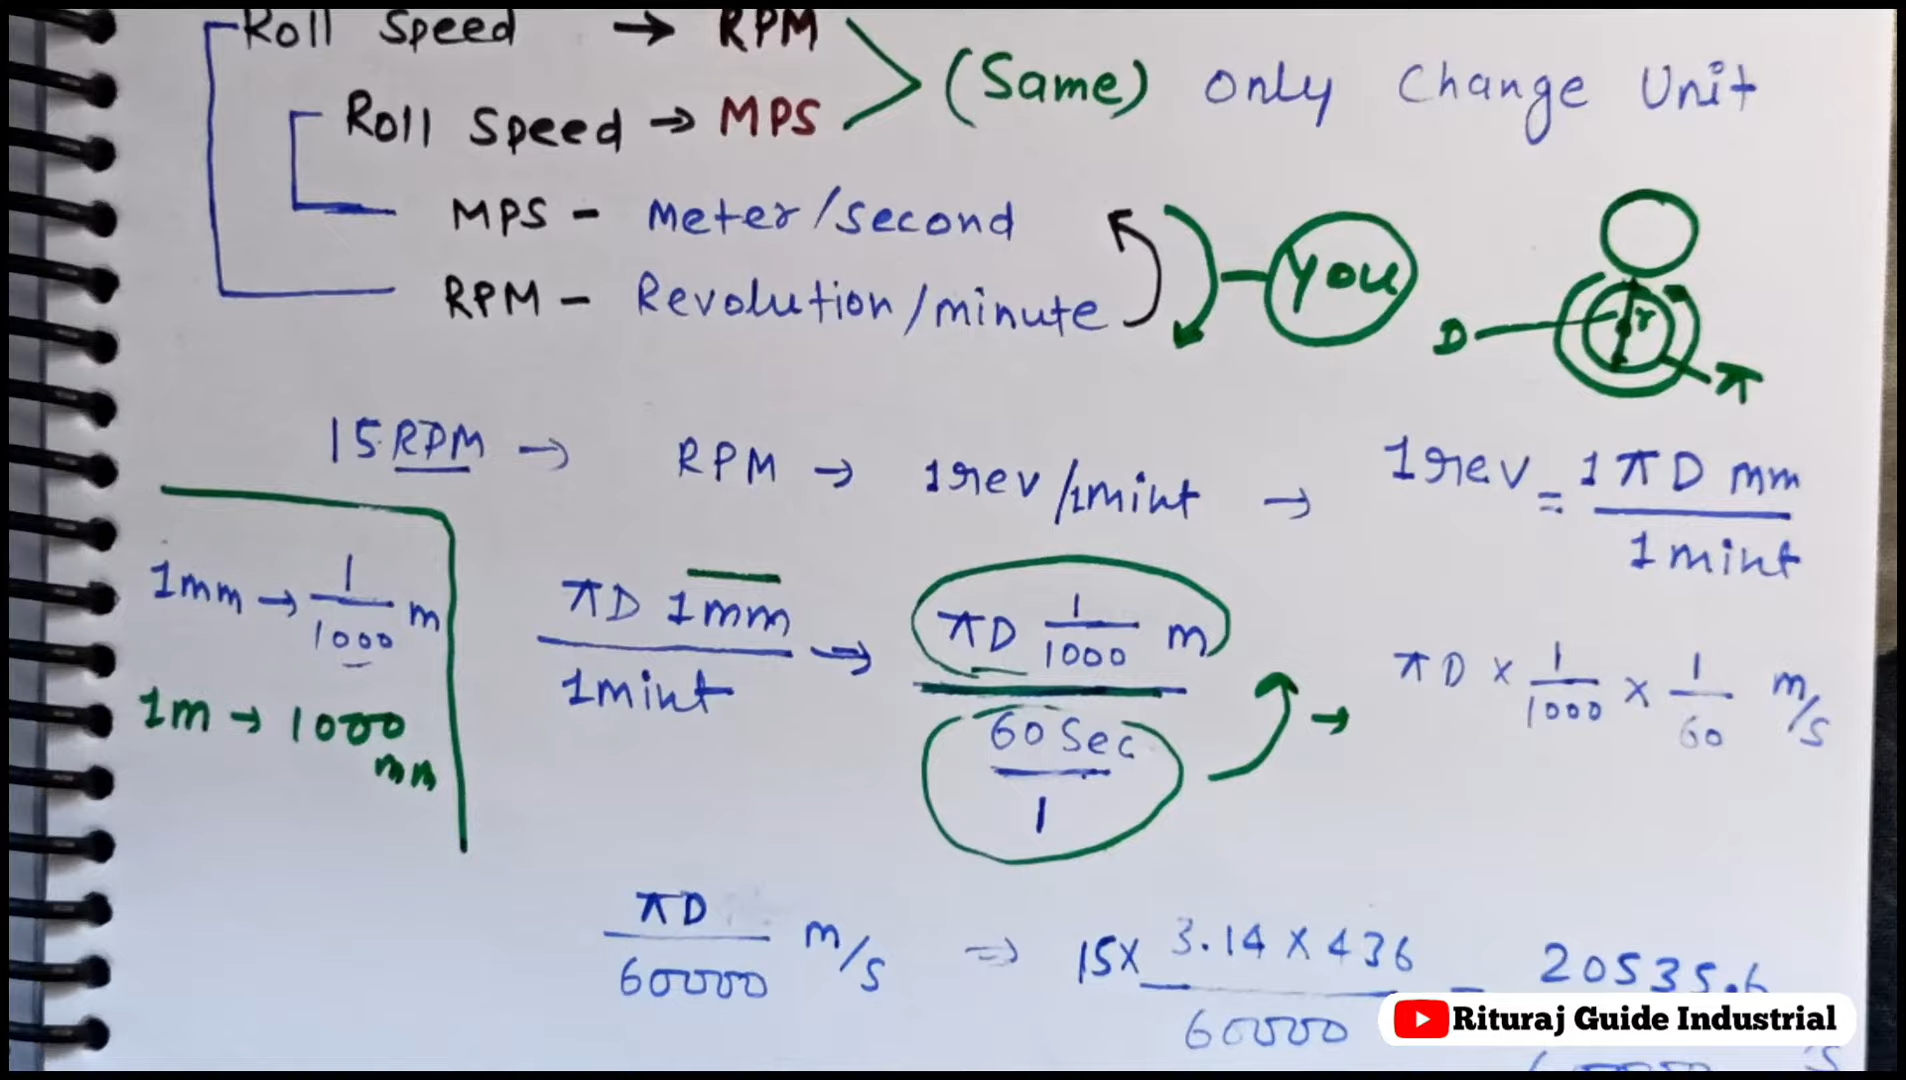 Roll Speed → RPM
Roll Speed → MPS
(Same) Only Change Unit
MPS - Meter/second
RPM - Revolution/minute
you
D
r
π
15 RPM → RPM → 1rev/1mint → 1rev = 1πD mm / 1mint
1mm → 1/1000 m
1m → 1000 mm
πD 1mm / 1mint → πD 1/1000 m / 60 Sec/1 → πD × 1/1000 × 1/60 m/s
πD/60000 m/s ⇒ 15× 3.14 × 436 / 60000 = 20535.6
Rituraj Guide Industrial